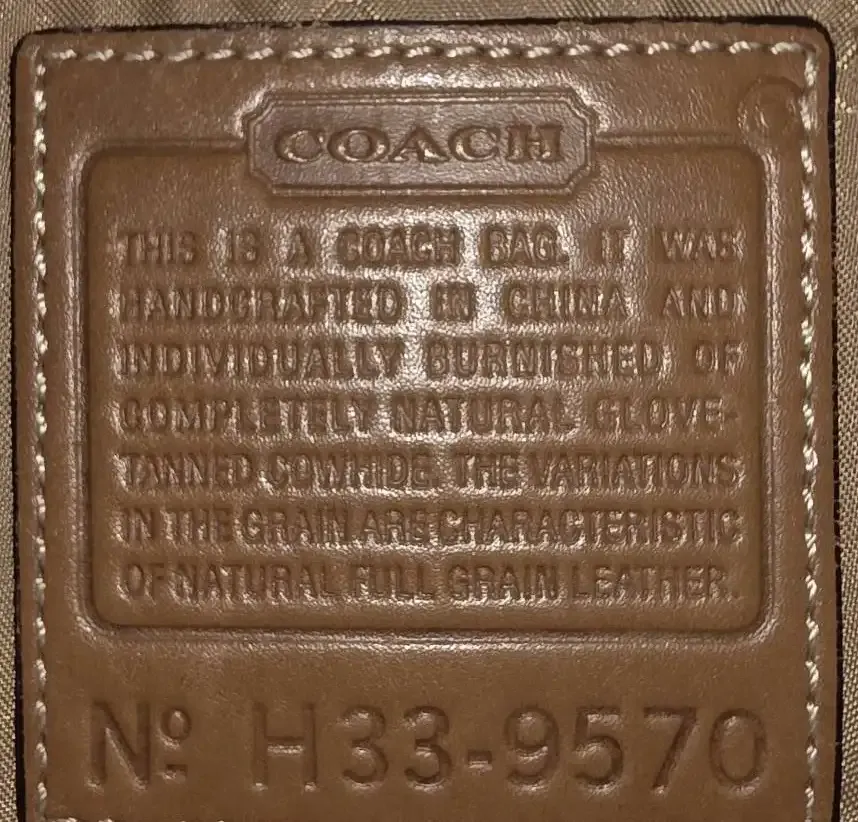 COACH
THIS IS A COACH BAG. IT WAS
HANDCRAFTED IN CHINA AND
INDIVIDUALLY BURNISHED OF
COMPLETELY NATURAL GLOVE-
TANNED COWHIDE. THE VARIATIONS
IN THE GRAIN ARE CHARACTERISTIC
OF NATURAL FULL GRAIN LEATHER.
Nº H33-9570